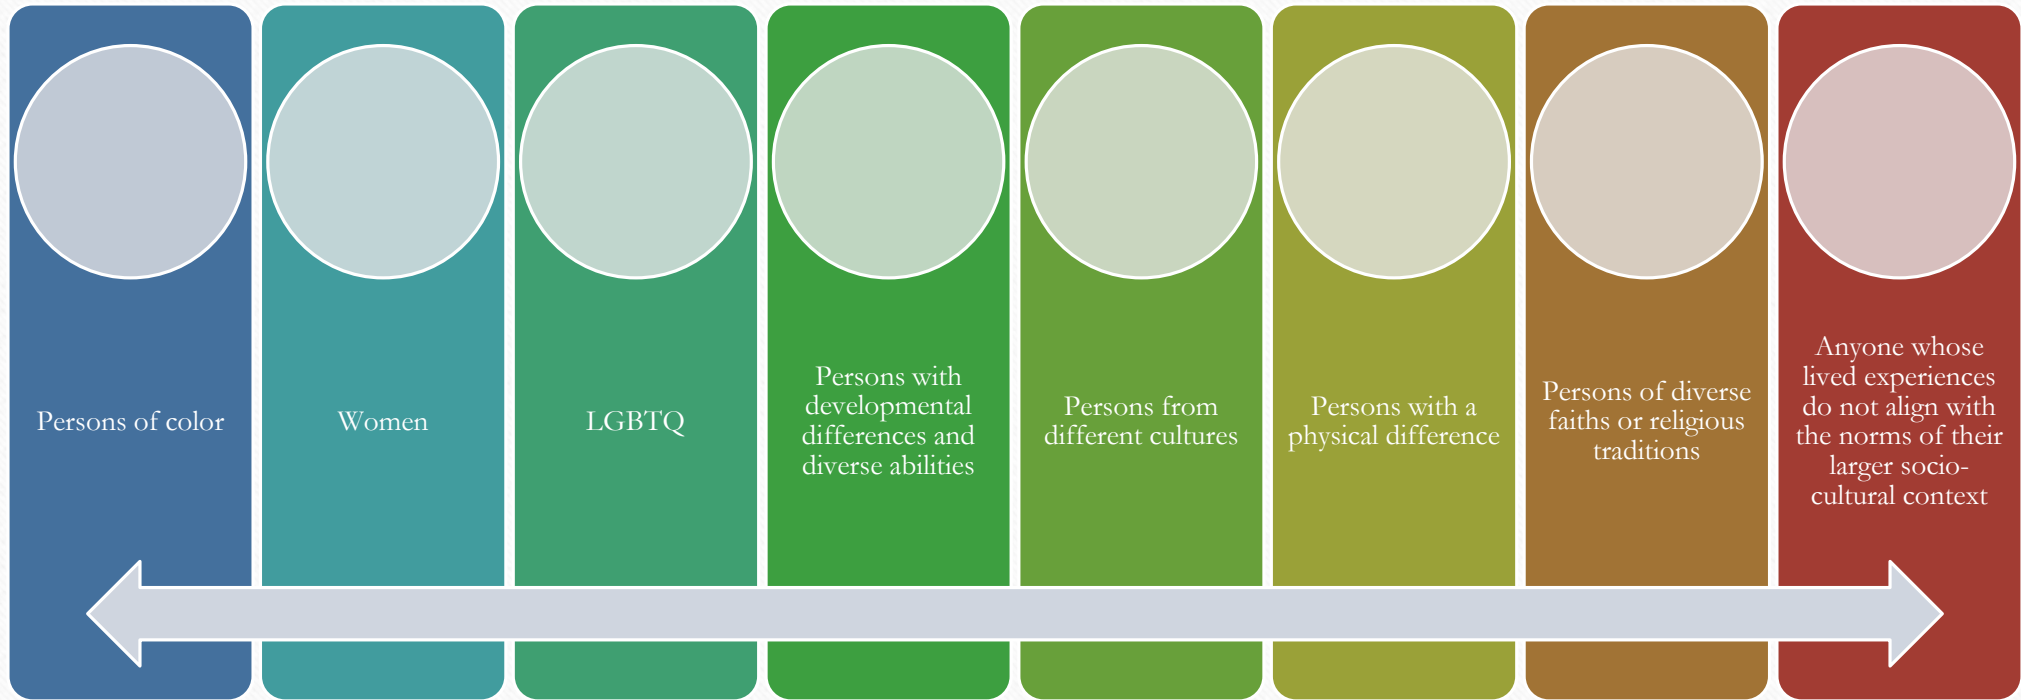 Persons of color
Women
LGBTQ
Persons with
developmental
differences and
diverse abilities
Persons from
different cultures
Persons with a
physical difference
Persons of diverse
faiths or religious
traditions
Anyone whose
lived experiences
do not align with
the norms of their
larger socio-
cultural context